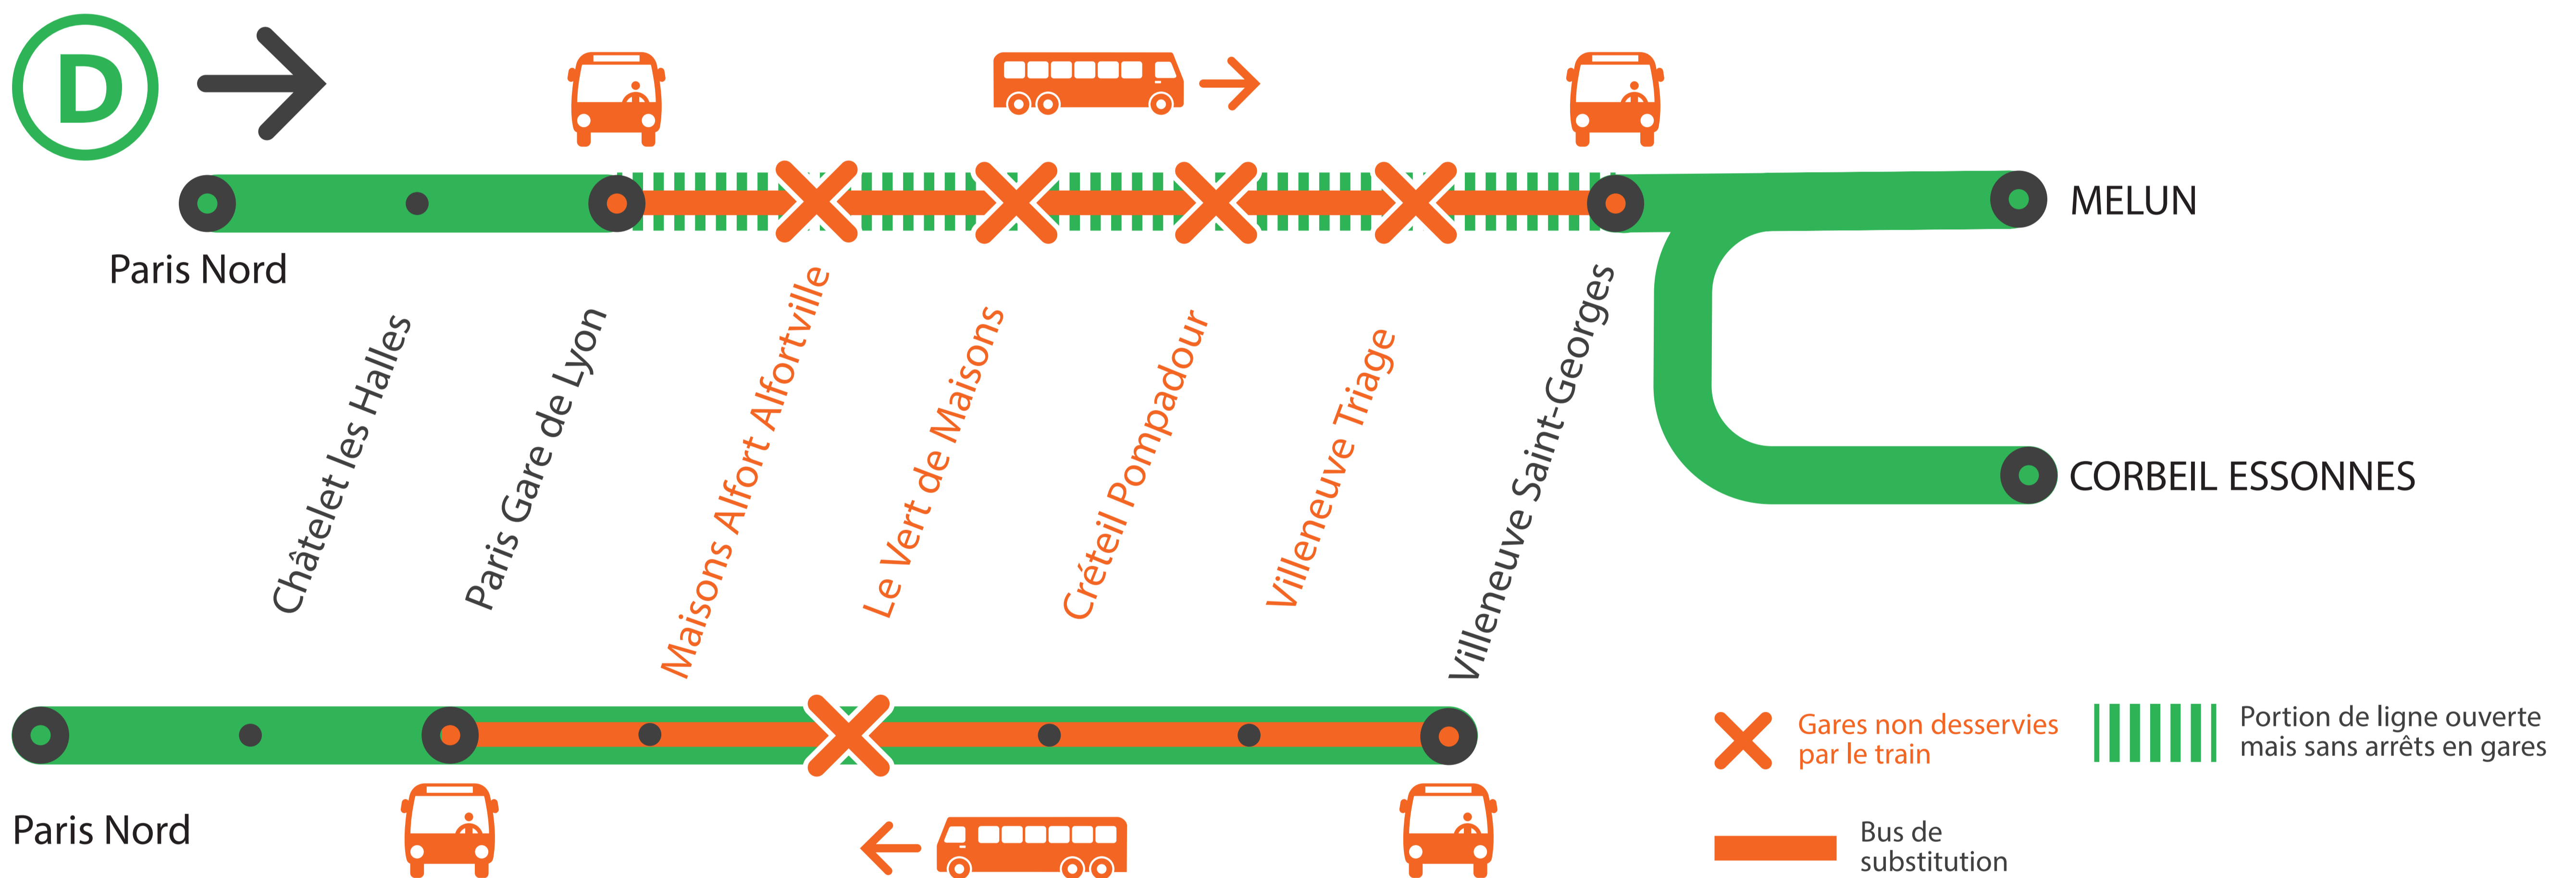 D
MELUN
Paris Nord
Châtelet les Halles
Paris Gare de Lyon
Maisons Alfort Alfortville
Le Vert de Maisons
Créteil Pompadour
Villeneuve Triage
Villeneuve Saint-Georges
CORBEIL ESSONNES
Paris Nord
Gares non desservies
par le train
Portion de ligne ouverte
mais sans arrêts en gares
Bus de
substitution